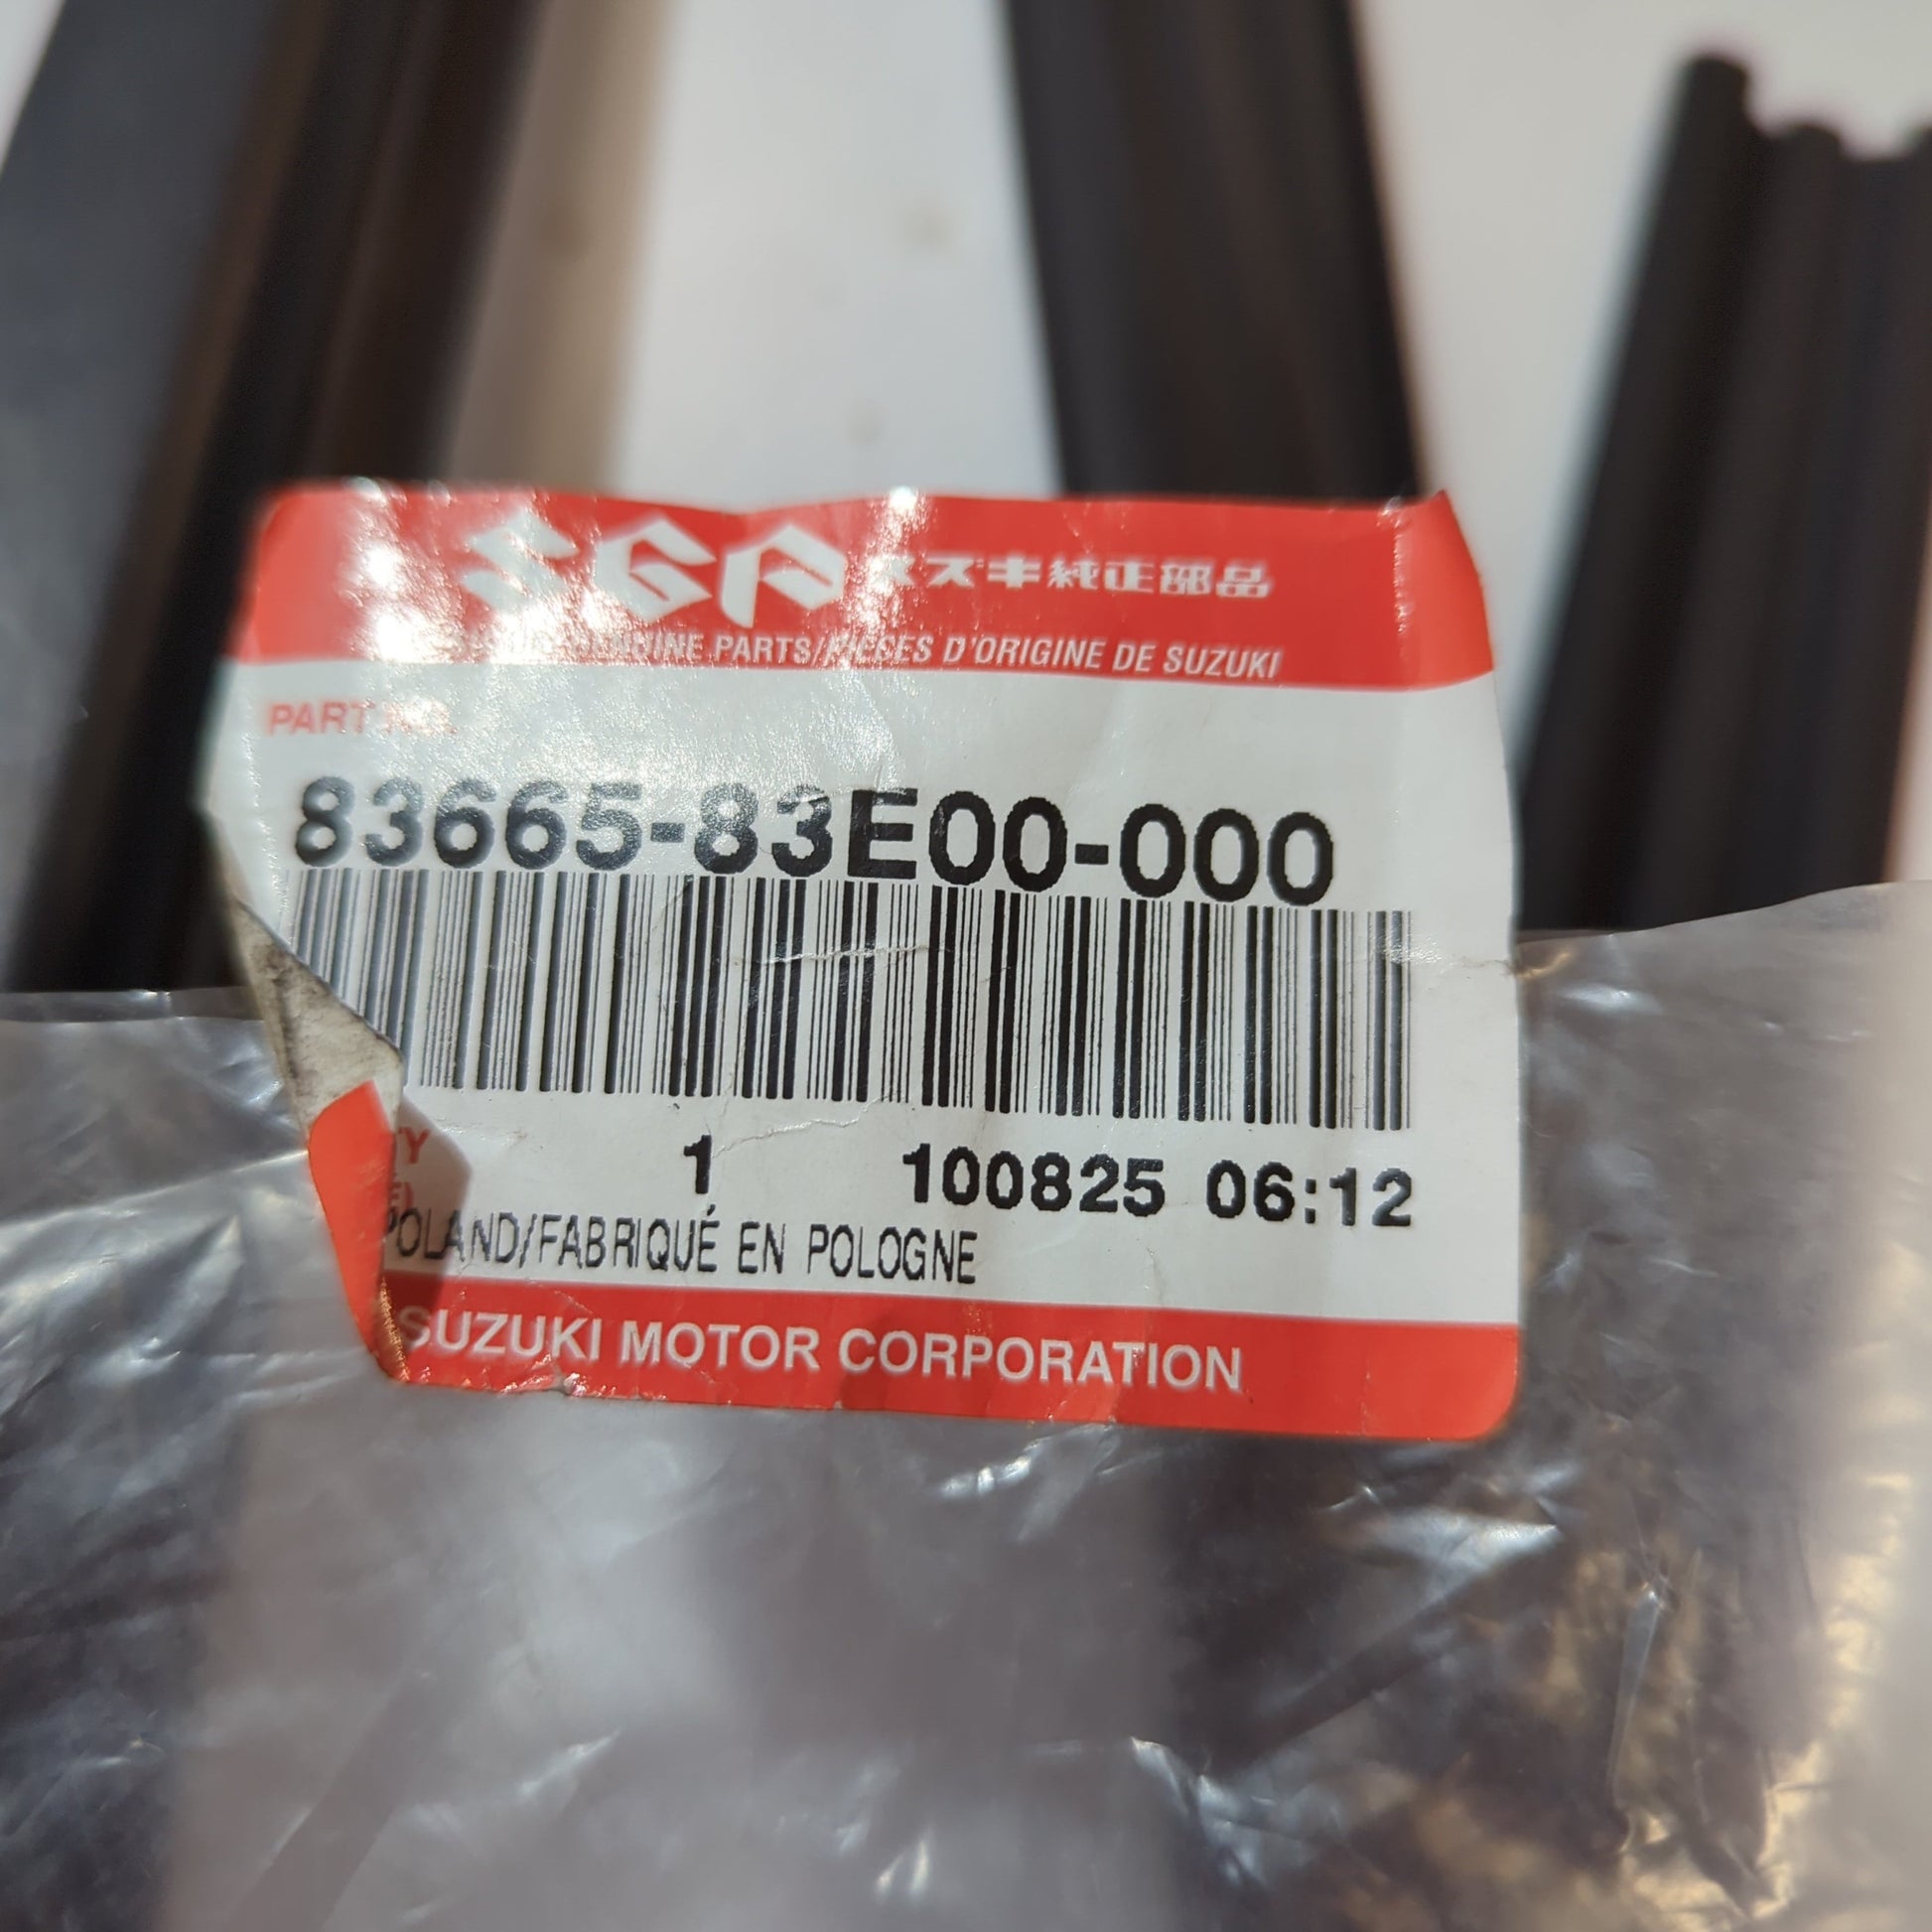 SGP スズキ純正部品
GENUINE PARTS/PIÈCES D'ORIGINE DE SUZUKI
PART NO.
83665-83E00-000
1 100825 06:12
POLAND/FABRIQUÉ EN POLOGNE
SUZUKI MOTOR CORPORATION